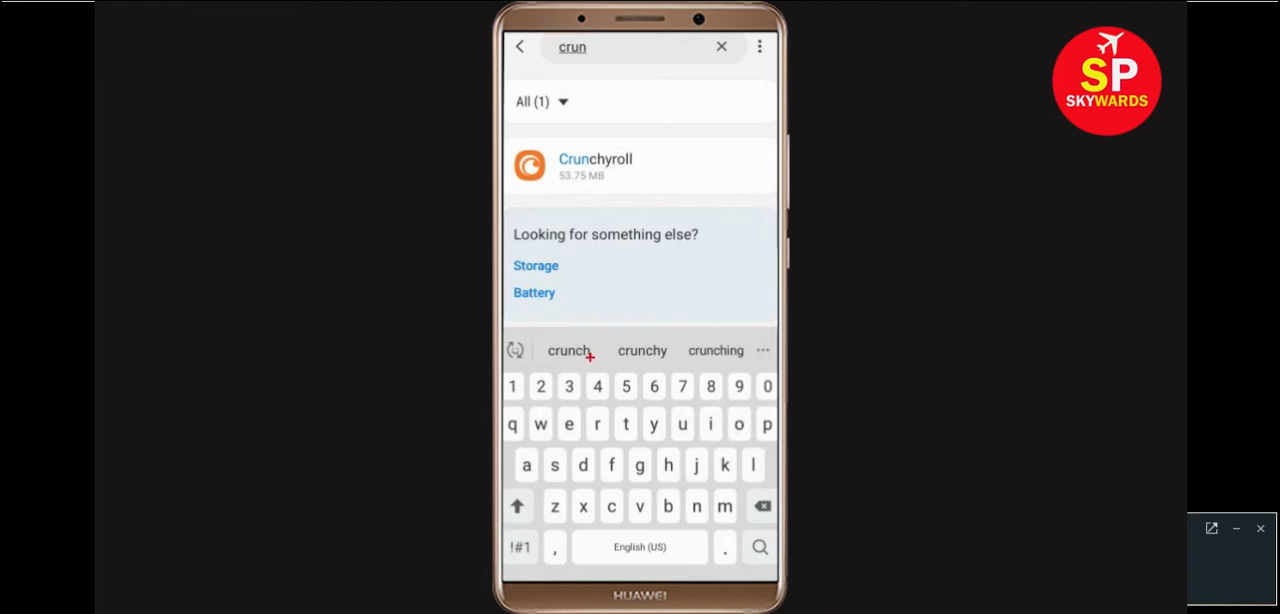 crun
SP
SKYWARDS
All (1)
Crunchyroll
53.75 MB
Looking for something else?
Storage
Battery
crunch crunchy crunching
1 2 3 4 5 6 7 8 9 0
q w e r t y u i o p
a s d f g h j k l
z x c v b n m
!#1 , English (US) .
HUAWEI